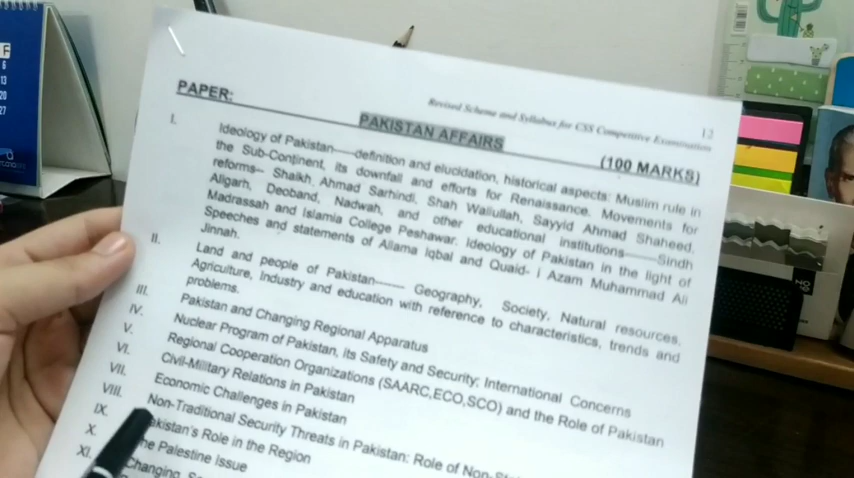 Revised Scheme and Syllabus for CSS Competitive Examination 12
PAPER: PAKISTAN AFFAIRS (100 MARKS)
I. Ideology of Pakistan-----definition and elucidation, historical aspects: Muslim rule in
the Sub-Continent, its downfall and efforts for Renaissance. Movements for
reforms-- Shaikh Ahmad Sarhindi, Shah Waliullah, Sayyid Ahmad Shaheed,
Aligarh, Deoband, Nadwah, and other educational institutions------Sindh
Madrassah and Islamia College Peshawar. Ideology of Pakistan in the light of
Speeches and statements of Allama Iqbal and Quaid- i Azam Muhammad Ali
Jinnah.
II. Land and people of Pakistan------- Geography, Society, Natural resources,
Agriculture, Industry and education with reference to characteristics, trends and
problems.
III. Pakistan and Changing Regional Apparatus
IV. Nuclear Program of Pakistan, its Safety and Security; International Concerns
V. Regional Cooperation Organizations (SAARC,ECO,SCO) and the Role of Pakistan
VI. Civil-Military Relations in Pakistan
VII. Economic Challenges in Pakistan
VIII. Non-Traditional Security Threats in Pakistan: Role of Non-
IX. akistan's Role in the Region
X. he Palestine Issue
XI. Changing
F
6
13
20
27